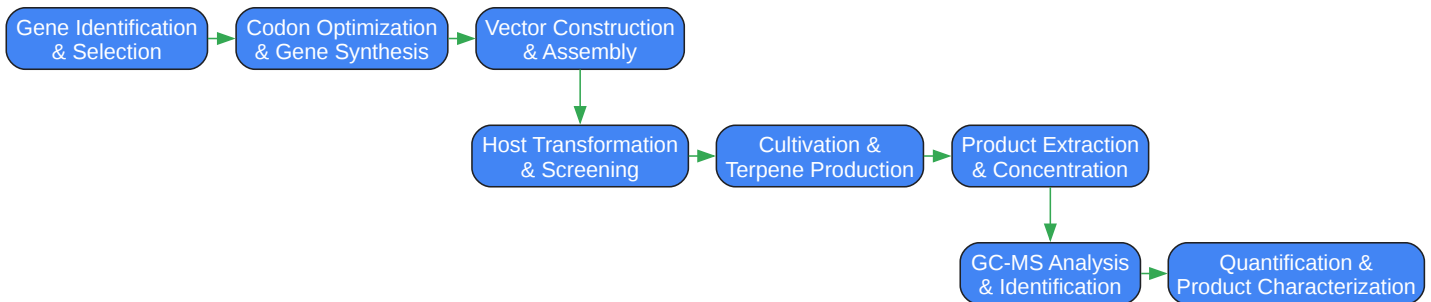 Gene Identification
& Selection
Codon Optimization
& Gene Synthesis
Vector Construction
& Assembly
Host Transformation
& Screening
Cultivation &
Terpene Production
Product Extraction
& Concentration
GC-MS Analysis
& Identification
Quantification &
Product Characterization